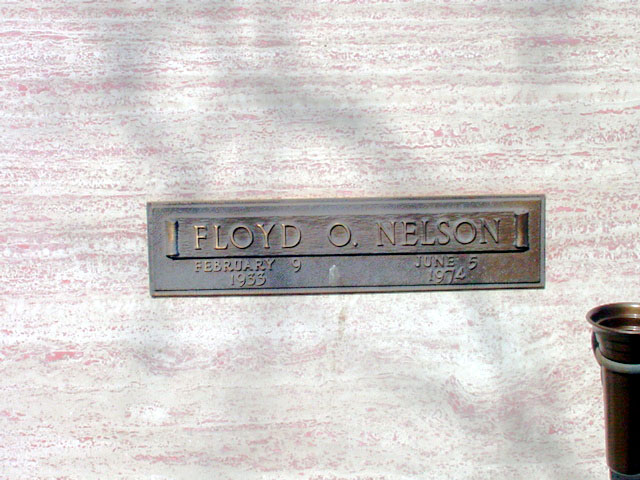 FLOYD O. NELSON
FEBRUARY 9 JUNE 5
1933 1974